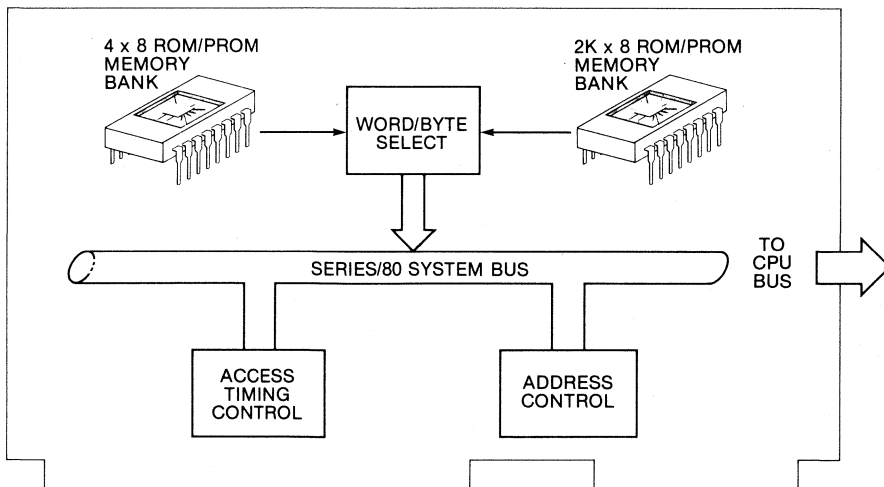 4 x 8 ROM/PROM
MEMORY
BANK
2K x 8 ROM/PROM
MEMORY
BANK
WORD/BYTE
SELECT
SERIES/80 SYSTEM BUS
TO
CPU
BUS
ACCESS
TIMING
CONTROL
ADDRESS
CONTROL